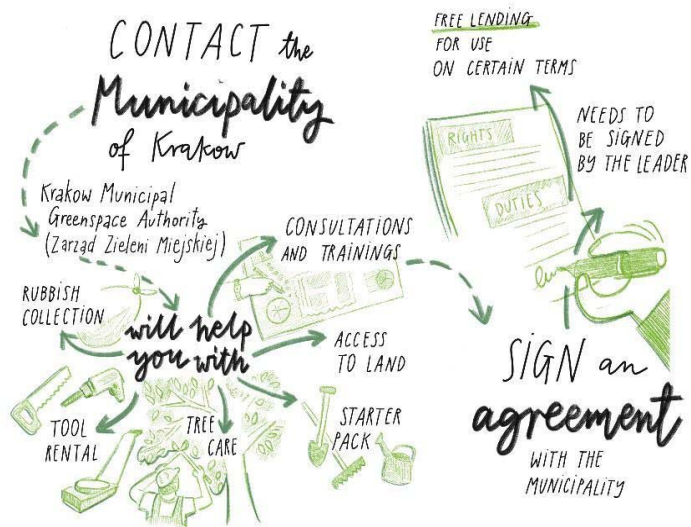 CONTACT the
Municipality
of Krakow
Krakow Municipal
Greenspace Authority
(Zarząd Zieleni Miejskiej)
will help
you with
RUBBISH
COLLECTION
CONSULTATIONS
AND TRAININGS
ACCESS
TO LAND
TOOL
RENTAL
TREE
CARE
STARTER
PACK
SIGN an
agreement
WITH THE
MUNICIPALITY
NEEDS TO
BE SIGNED
BY THE LEADER
RIGHTS
DUTIES
FREE LENDING
FOR USE
ON CERTAIN TERMS